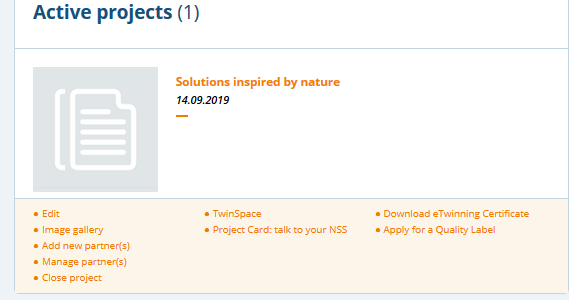 Active projects (1)
Solutions inspired by nature
14.09.2019
• Edit
• Image gallery
• Add new partner(s)
• Manage partner(s)
• Close project
• TwinSpace
• Project Card: talk to your NSS
• Download eTwinning Certificate
• Apply for a Quality Label